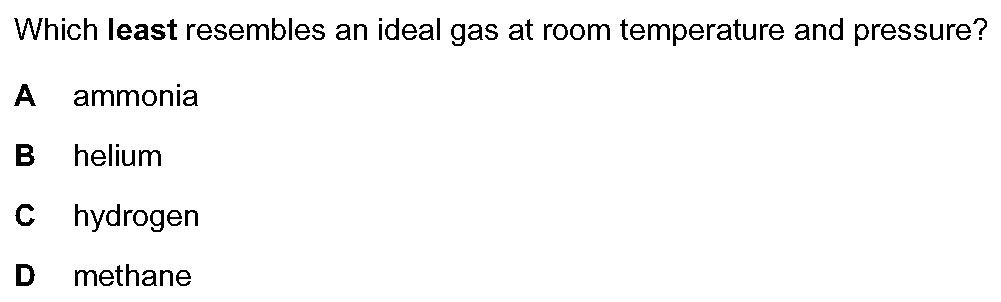 Which least resembles an ideal gas at room temperature and pressure?
A ammonia
B helium
C hydrogen
D methane